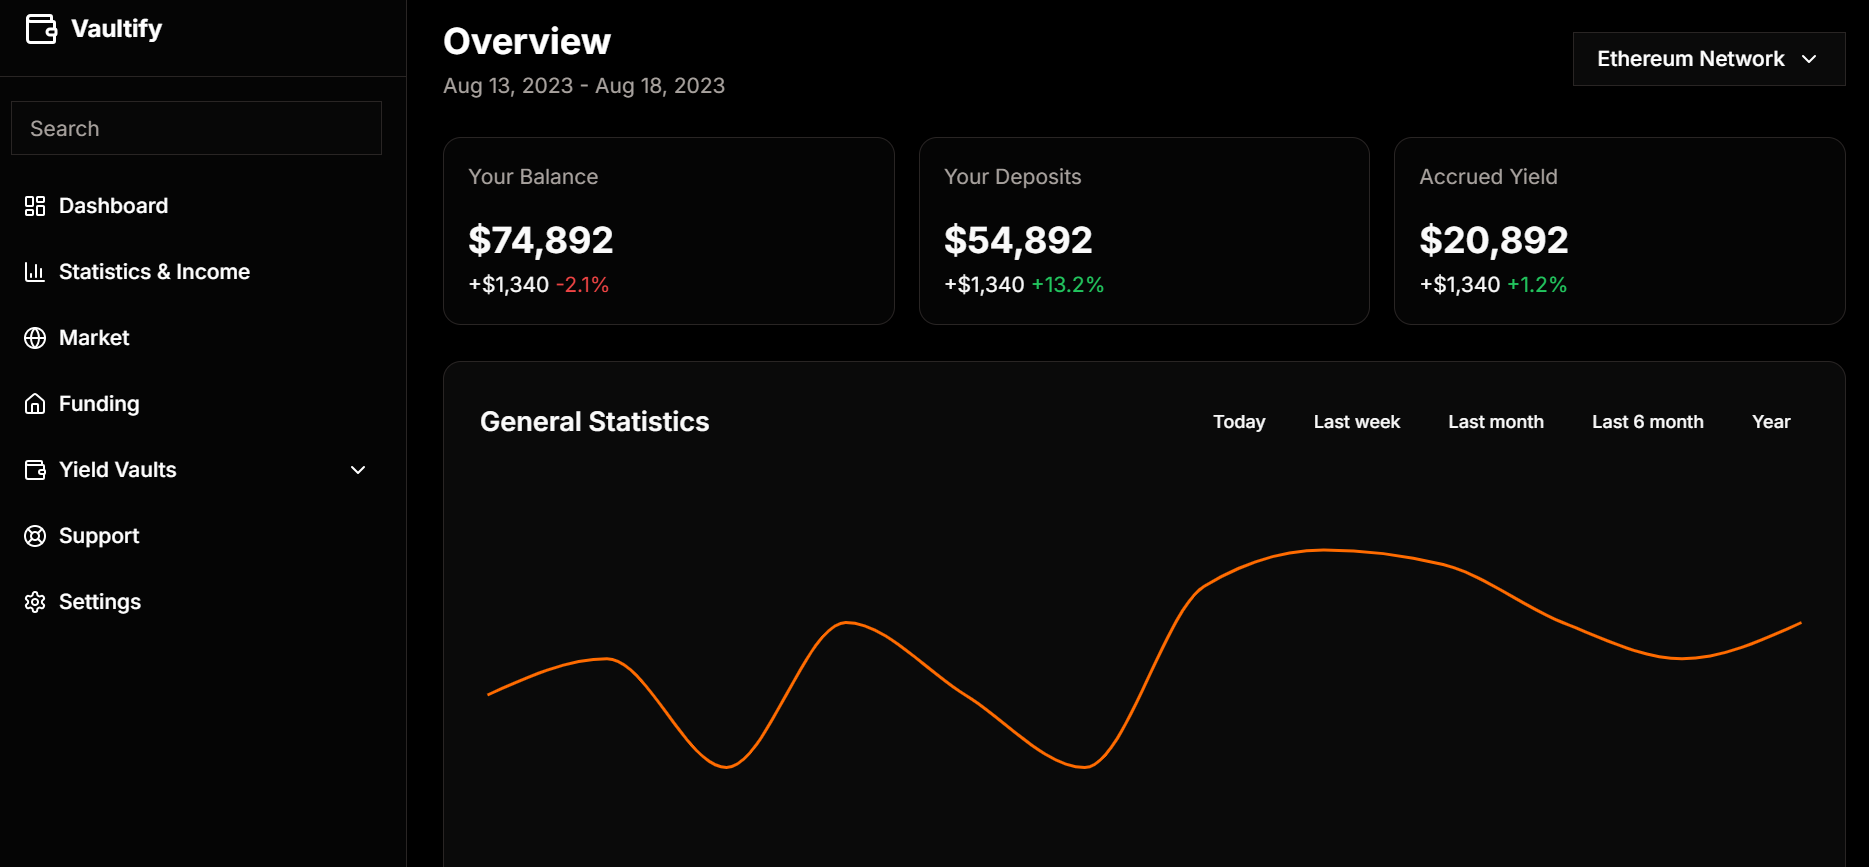 Vaultify
Search
Dashboard
Statistics & Income
Market
Funding
Yield Vaults
Support
Settings
Overview
Aug 13, 2023 - Aug 18, 2023
Ethereum Network
Your Balance
$74,892
+$1,340 -2.1%
Your Deposits
$54,892
+$1,340 +13.2%
Accrued Yield
$20,892
+$1,340 +1.2%
General Statistics
Today
Last week
Last month
Last 6 month
Year